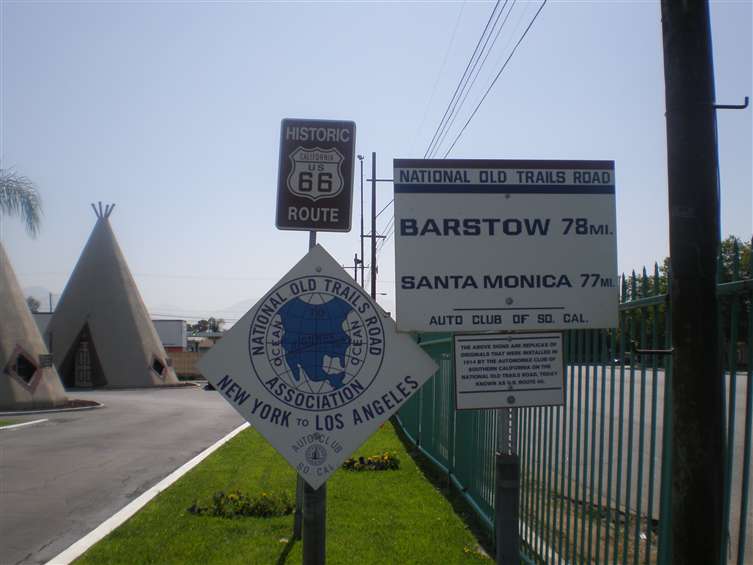 HISTORIC
CALIFORNIA
US
66
ROUTE
NATIONAL OLD TRAILS ROAD
ASSOCIATION
OCEAN
TO
OCEAN
NEW YORK TO LOS ANGELES
AUTO CLUB
SO. CAL
NATIONAL OLD TRAILS ROAD
BARSTOW 78 MI.
SANTA MONICA 77 MI.
AUTO CLUB OF SO. CAL.
THE ABOVE SIGNS ARE REPLICAS OF
ORIGINALS THAT WERE INSTALLED IN
1914 BY THE AUTOMOBILE CLUB OF
SOUTHERN CALIFORNIA ON THE
NATIONAL OLD TRAILS ROAD, TODAY
KNOWN AS U.S. ROUTE 66.